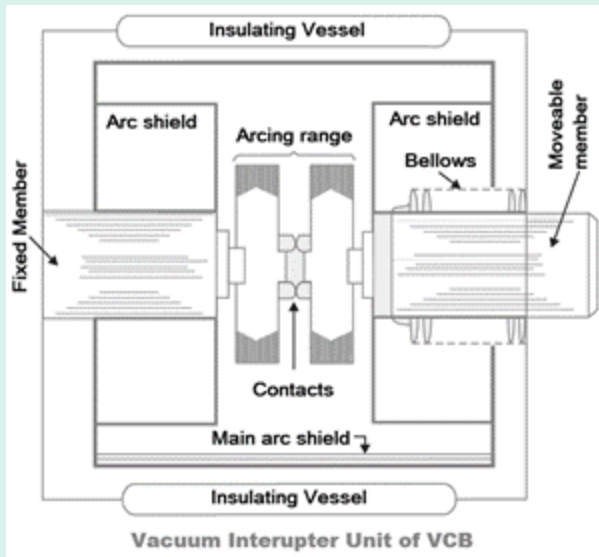 Insulating Vessel
Arc shield
Arcing range
Arc shield
Bellows
Moveable
member
Fixed Member
Contacts
Main arc shield
Insulating Vessel
Vacuum Interupter Unit of VCB